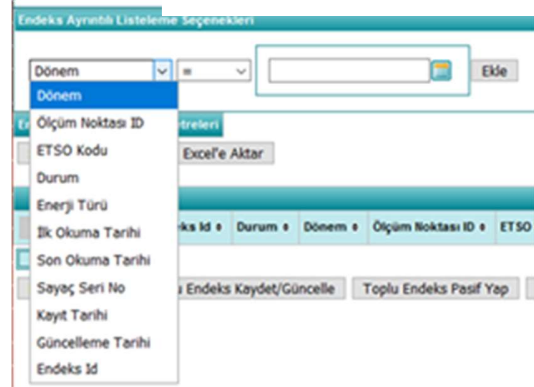 Endeks Ayrıntılı Listeleme Seçenekleri
Dönem = Ekle
Dönem
Ölçüm Noktası ID
treleri
ETSO Kodu
Excel'e Aktar
Durum
Enerji Türü
İlk Okuma Tarihi
eks Id Durum Dönem Ölçüm Noktası ID ETSO
Son Okuma Tarihi
Sayaç Seri No
u Endeks Kaydet/Güncelle Toplu Endeks Pasif Yap
Kayıt Tarihi
Güncelleme Tarihi
Endeks Id